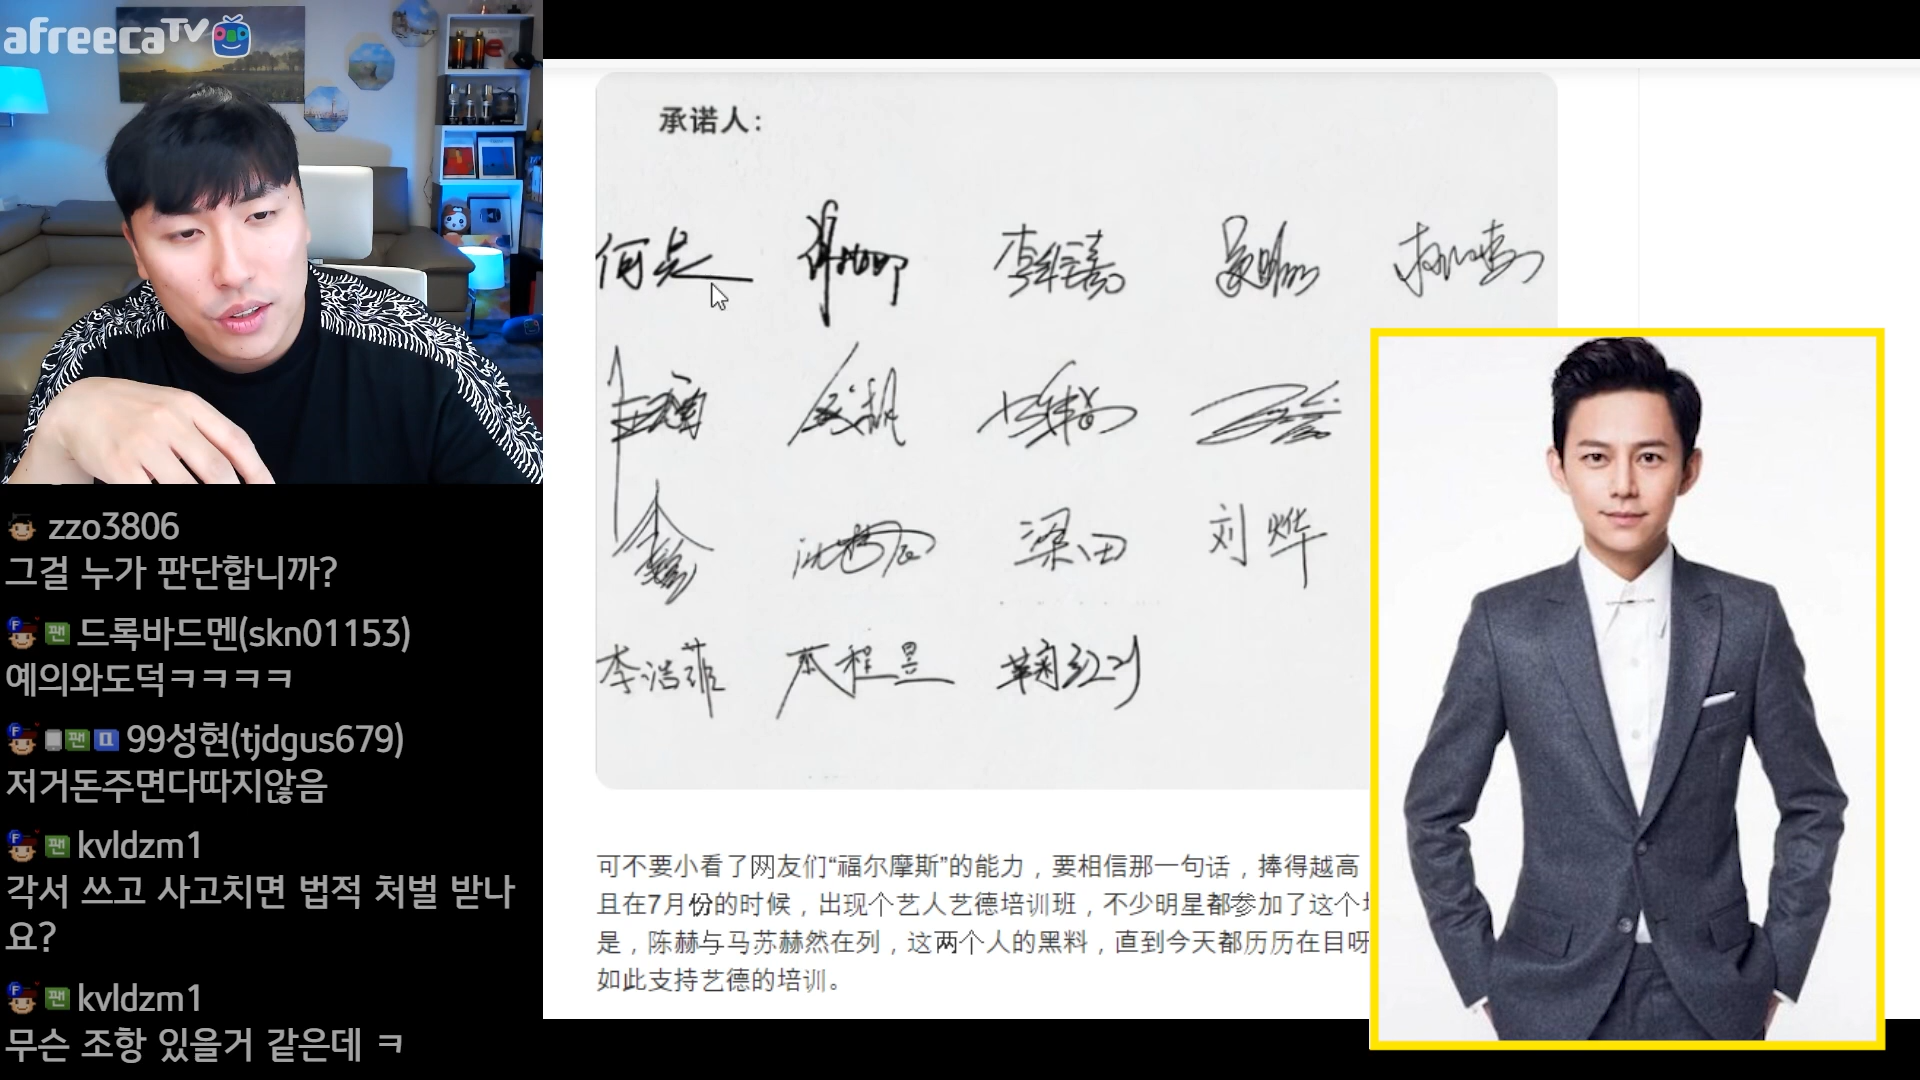 afreecaTV
zzo3806
그걸 누가 판단합니까?
팬 드록바드멘(skn01153)
예의와도덕ㅋㅋㅋㅋ
팬 99성현(tjdgus679)
저거돈주면다따지않음
팬 kvldzm1
각서 쓰고 사고치면 법적 처벌 받나
요?
팬 kvldzm1
무슨 조항 있을거 같은데 ㅋ
承诺人:
何炅
梁田 刘烨
李浩菲 蔡程昱 鞠红川
可不要小看了网友们“福尔摩斯”的能力，要相信那一句话，捧得越高
且在7月份的时候，出现个艺人艺德培训班，不少明星都参加了这个
是，陈赫与马苏赫然在列，这两个人的黑料，直到今天都历历在目呀
如此支持艺德的培训。